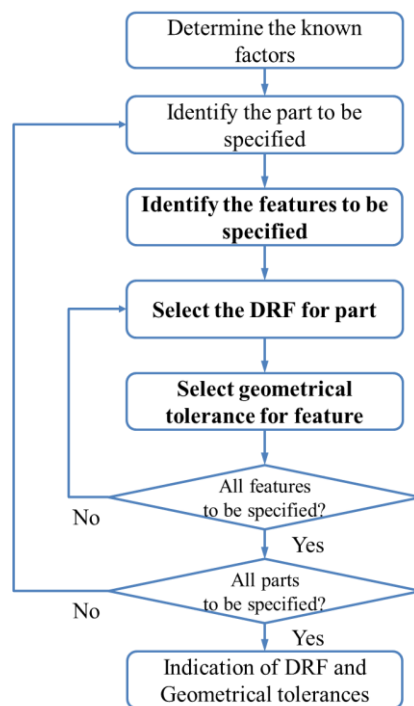 Determine the known
factors
Identify the part to be
specified
Identify the features to be
specified
Select the DRF for part
Select geometrical
tolerance for feature
All features
to be specified?
No
Yes
All parts
to be specified?
No
Yes
Indication of DRF and
Geometrical tolerances